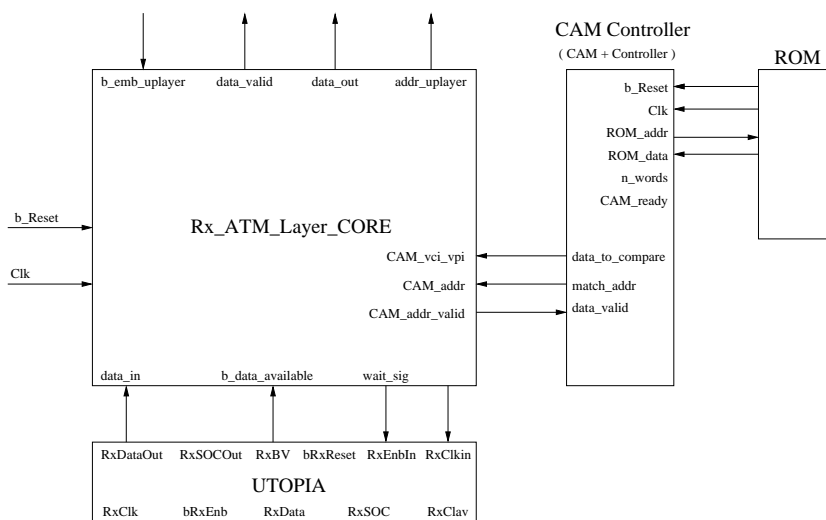 CAM Controller
( CAM + Controller )
ROM
b_emb_uplayer data_valid data_out addr_uplayer
b_Reset
Clk
ROM_addr
ROM_data
n_words
CAM_ready
b_Reset
Rx_ATM_Layer_CORE
CAM_vci_vpi data_to_compare
Clk
CAM_addr match_addr
CAM_addr_valid data_valid
data_in b_data_available wait_sig
RxDataOut RxSOCOut RxBV bRxReset RxEnbIn RxClkin
UTOPIA
RxClk bRxEnb RxData RxSOC RxClav